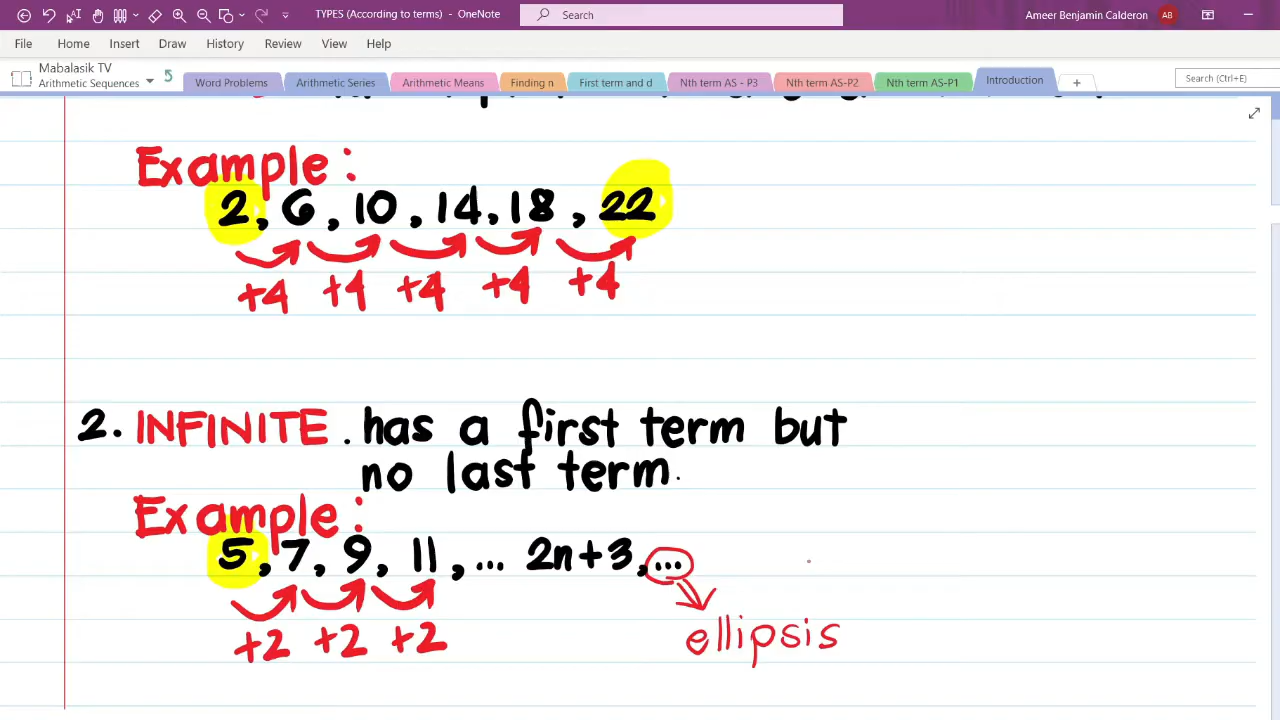 TYPES (According to terms) - OneNote
Search
Ameer Benjamin Calderon
AB
File Home Insert Draw History Review View Help
Mabalasik TV
Arithmetic Sequences
Word Problems
Arithmetic Series
Arithmetic Means
Finding n
First term and d
Nth term AS - P3
Nth term AS-P2
Nth term AS-P1
Introduction
+
Search (Ctrl+E)
Example:
2, 6, 10, 14, 18, 22
+4 +4 +4 +4 +4
2. INFINITE . has a first term but
no last term.
Example:
5, 7, 9, 11, ... 2n+3, ...
+2 +2 +2
ellipsis